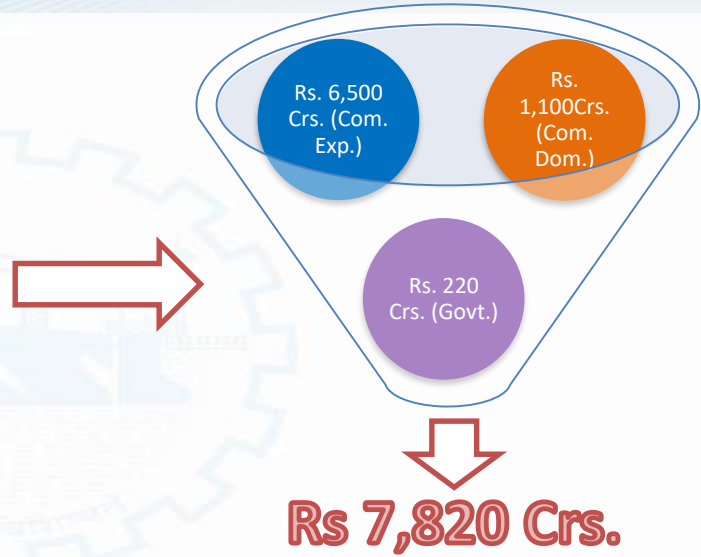 Rs. 6,500
Crs. (Com.
Exp.)
Rs.
1,100Crs.
(Com.
Dom.)
Rs. 220
Crs. (Govt.)
Rs 7,820 Crs.